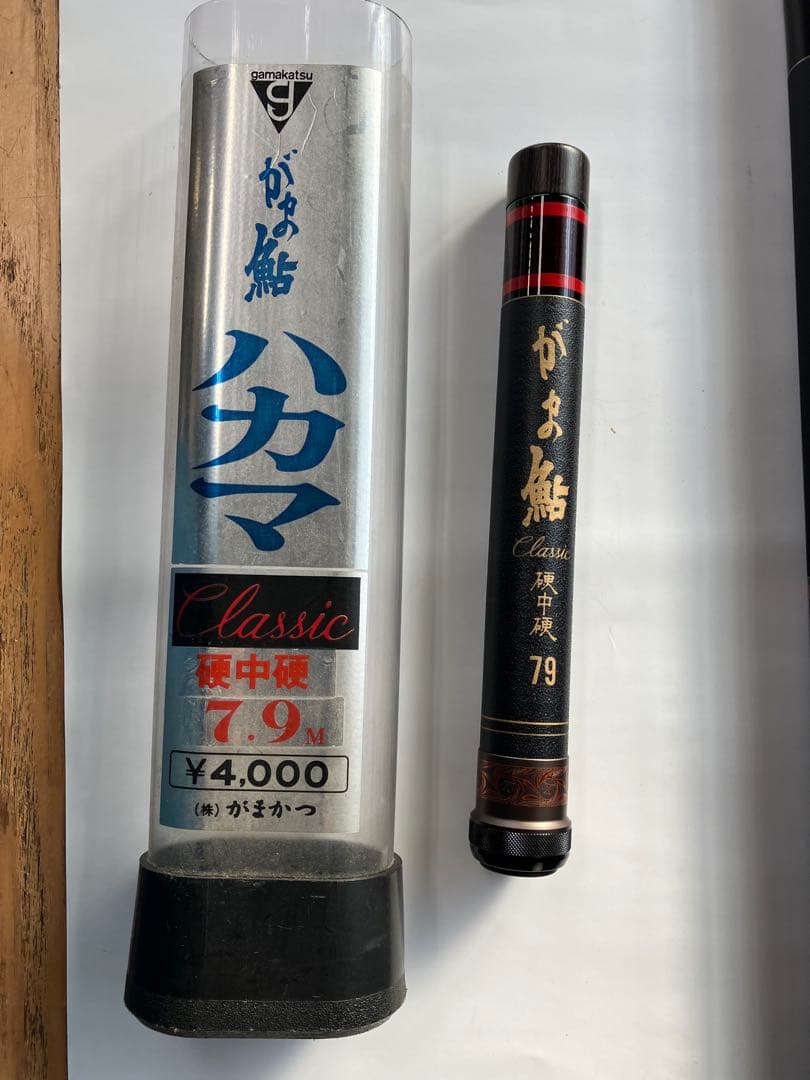 gamakatsu
g
がま鮎
ハカマ
Classic
硬中硬
7.9M
¥4,000
(株)がまかつ
がま鮎
Classic
硬中硬
79